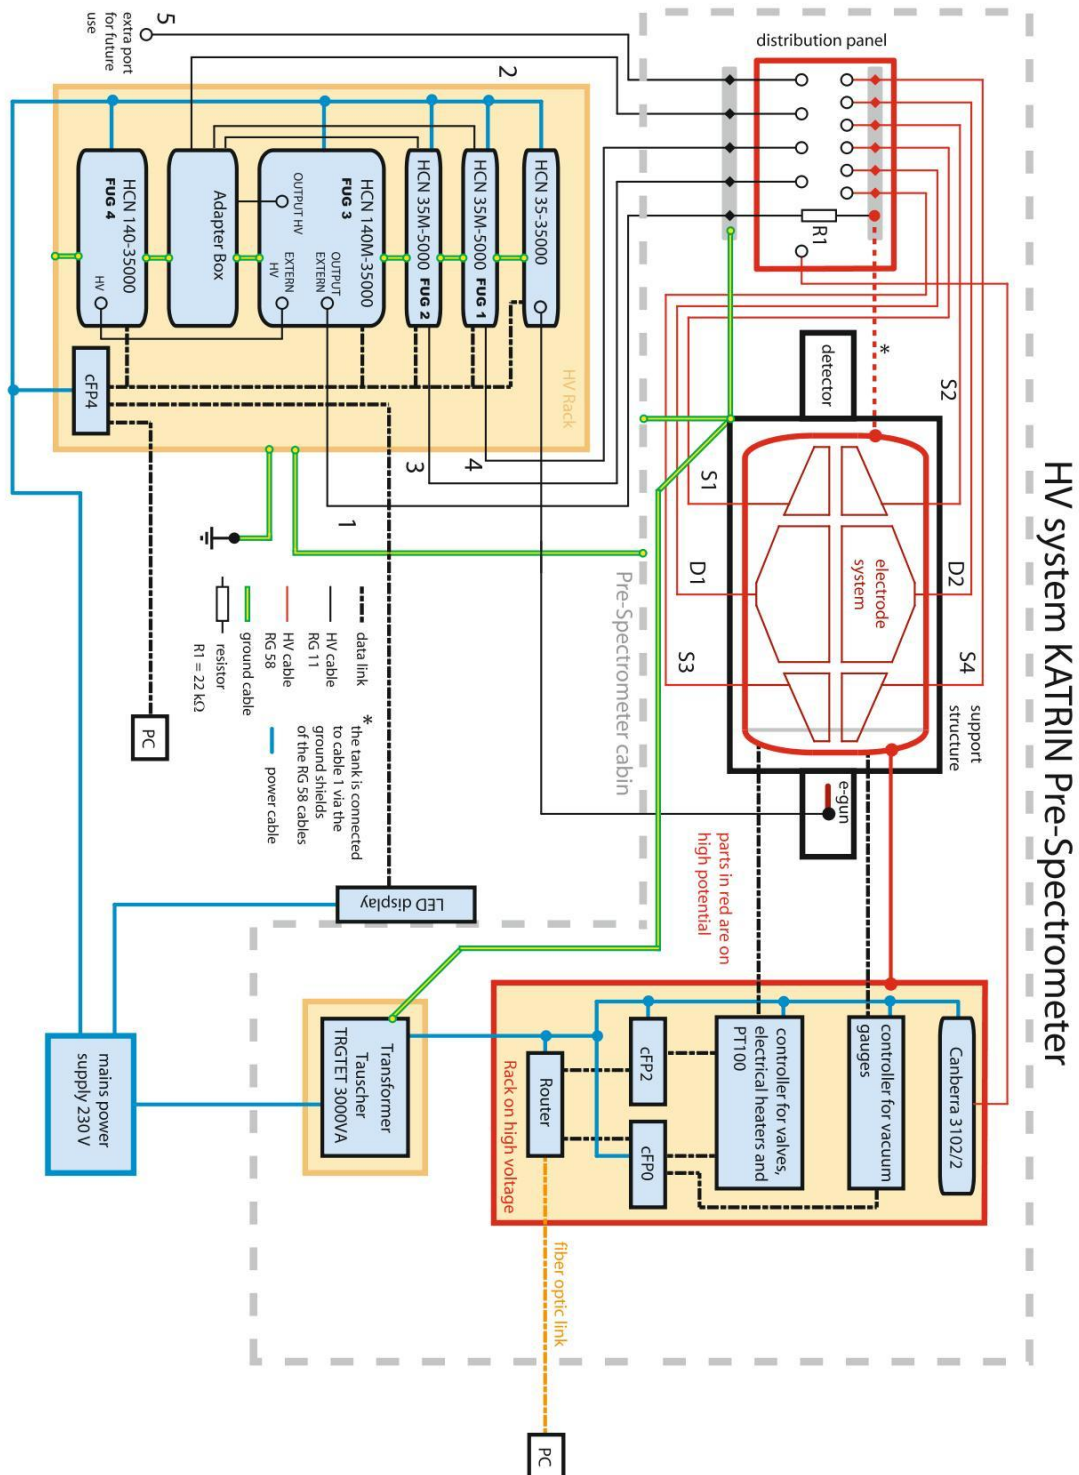 HV system KATRIN Pre-Spectrometer
distribution panel
R1
*
detector
S2
S1
D1
D2
S3
S4
electrode
system
support
structure
e-gun
parts in red are on
high potential
Canberra 3102/2
controller for vacuum
gauges
controller for valves,
electrical heaters and
PT100
cFP2
cFP0
Router
Rack on high voltage
fiber optic link
PC
Pre-Spectrometer cabin
5
extra port
for future
use
2
HCN 35-35000
HCN 35M-5000 FUG 1
HCN 35M-5000 FUG 2
HCN 140M-35000
FUG 3
OUTPUT HV
OUTPUT
EXTERN
EXTERN
HV
Adapter Box
HCN 140-35000
FUG 4
HV
HV Rack
cFP4
4
3
1
data link
HV cable
RG 11
HV cable
RG 58
ground cable
resistor
R1 = 22 kΩ
* the tank is connected
to cable 1 via the
ground shields
of the RG 58 cables
power cable
PC
LED display
Transformer
Tauscher
TRGTET 3000VA
mains power
supply 230 V